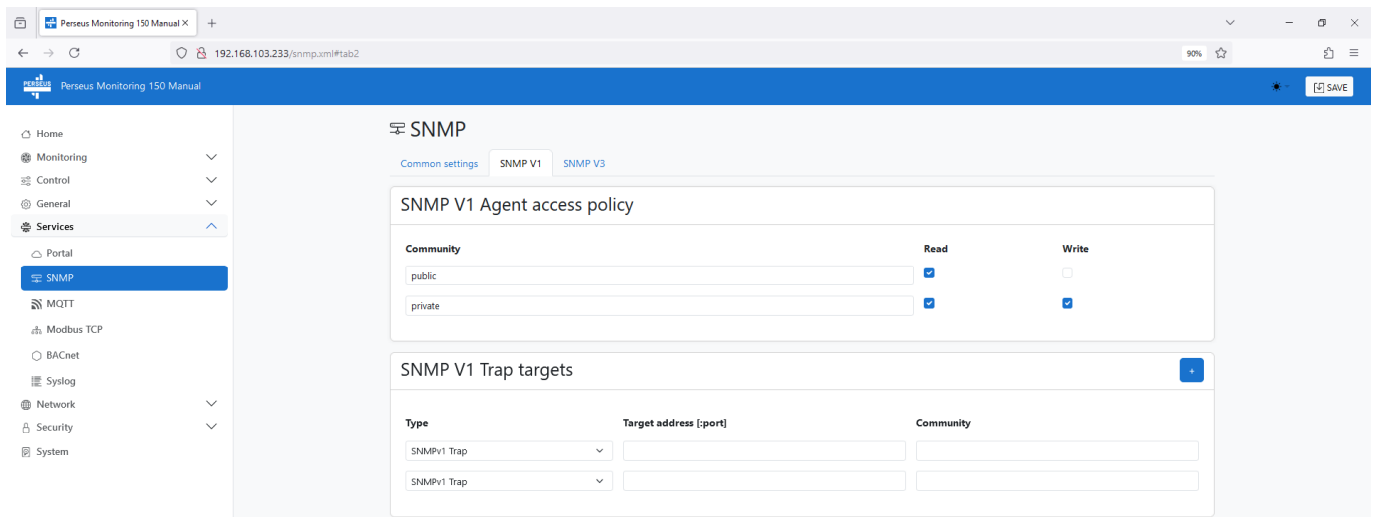 Perseus Monitoring 150 Manual
192.168.103.233/snmp.xml#tab2
90%
PERSEUS
Perseus Monitoring 150 Manual
SAVE
Home
Monitoring
Control
General
Services
Portal
SNMP
MQTT
Modbus TCP
BACnet
Syslog
Network
Security
System
SNMP
Common settings SNMP V1 SNMP V3
SNMP V1 Agent access policy
Community Read Write
public
private
SNMP V1 Trap targets
+
Type Target address [:port] Community
SNMPv1 Trap
SNMPv1 Trap